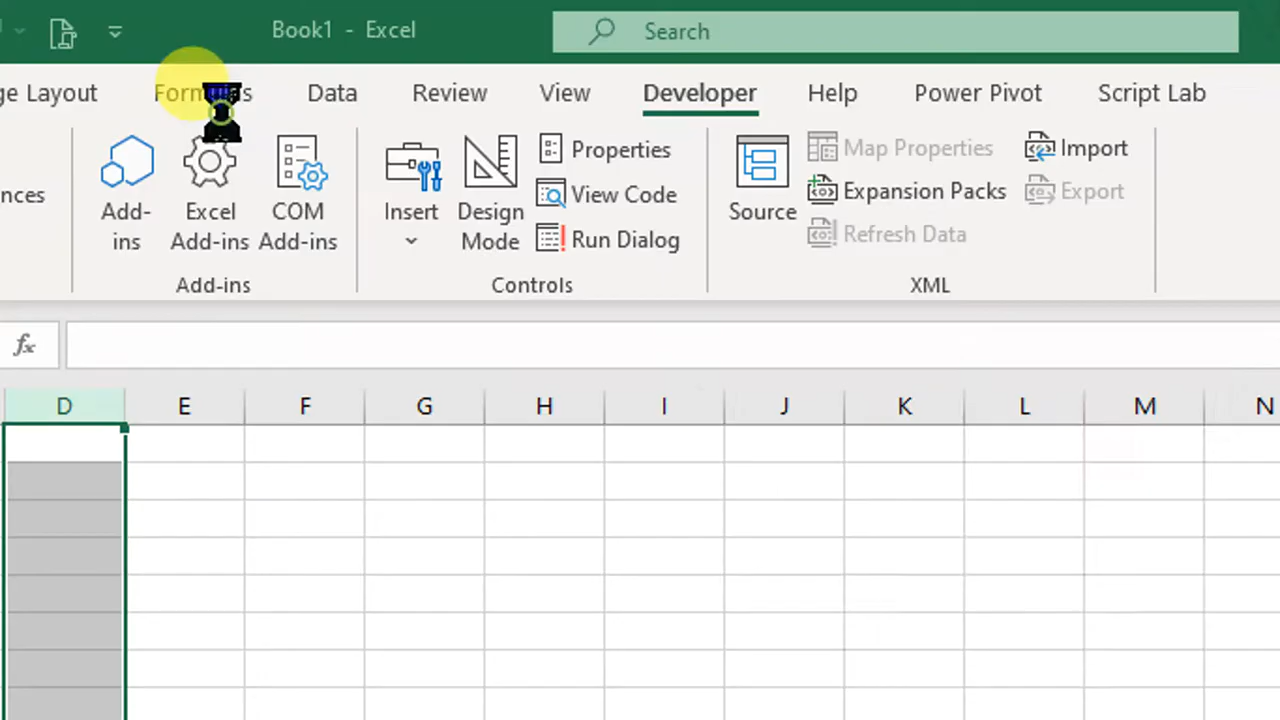 Book1 - Excel
Search
ge Layout
Formulas
Data
Review
View
Developer
Help
Power Pivot
Script Lab
nces
Add-
ins
Excel
Add-ins
COM
Add-ins
Add-ins
Insert
Design
Mode
Properties
View Code
Run Dialog
Controls
Source
Map Properties
Expansion Packs
Refresh Data
Import
Export
XML
fx
D E F G H I J K L M N